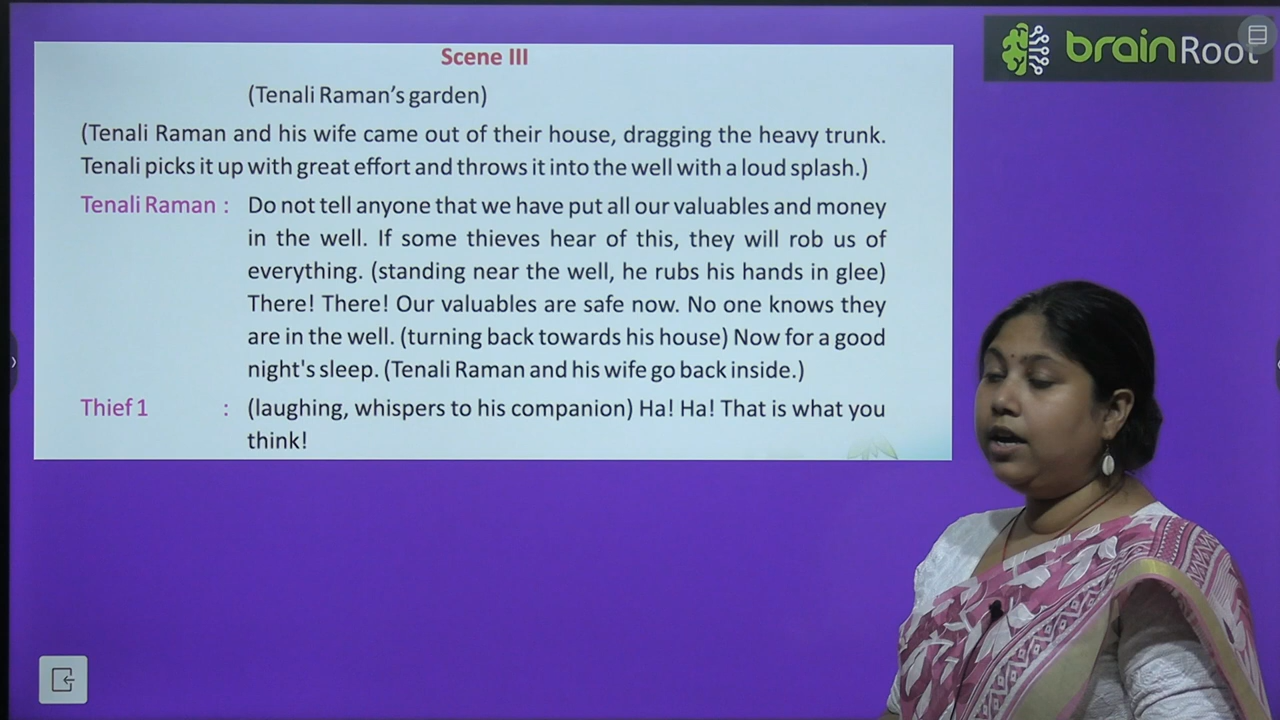 brainRoot
Scene III
(Tenali Raman's garden)
(Tenali Raman and his wife came out of their house, dragging the heavy trunk.
Tenali picks it up with great effort and throws it into the well with a loud splash.)
Tenali Raman : Do not tell anyone that we have put all our valuables and money
in the well. If some thieves hear of this, they will rob us of
everything. (standing near the well, he rubs his hands in glee)
There! There! Our valuables are safe now. No one knows they
are in the well. (turning back towards his house) Now for a good
night's sleep. (Tenali Raman and his wife go back inside.)
Thief 1 : (laughing, whispers to his companion) Ha! Ha! That is what you
think!